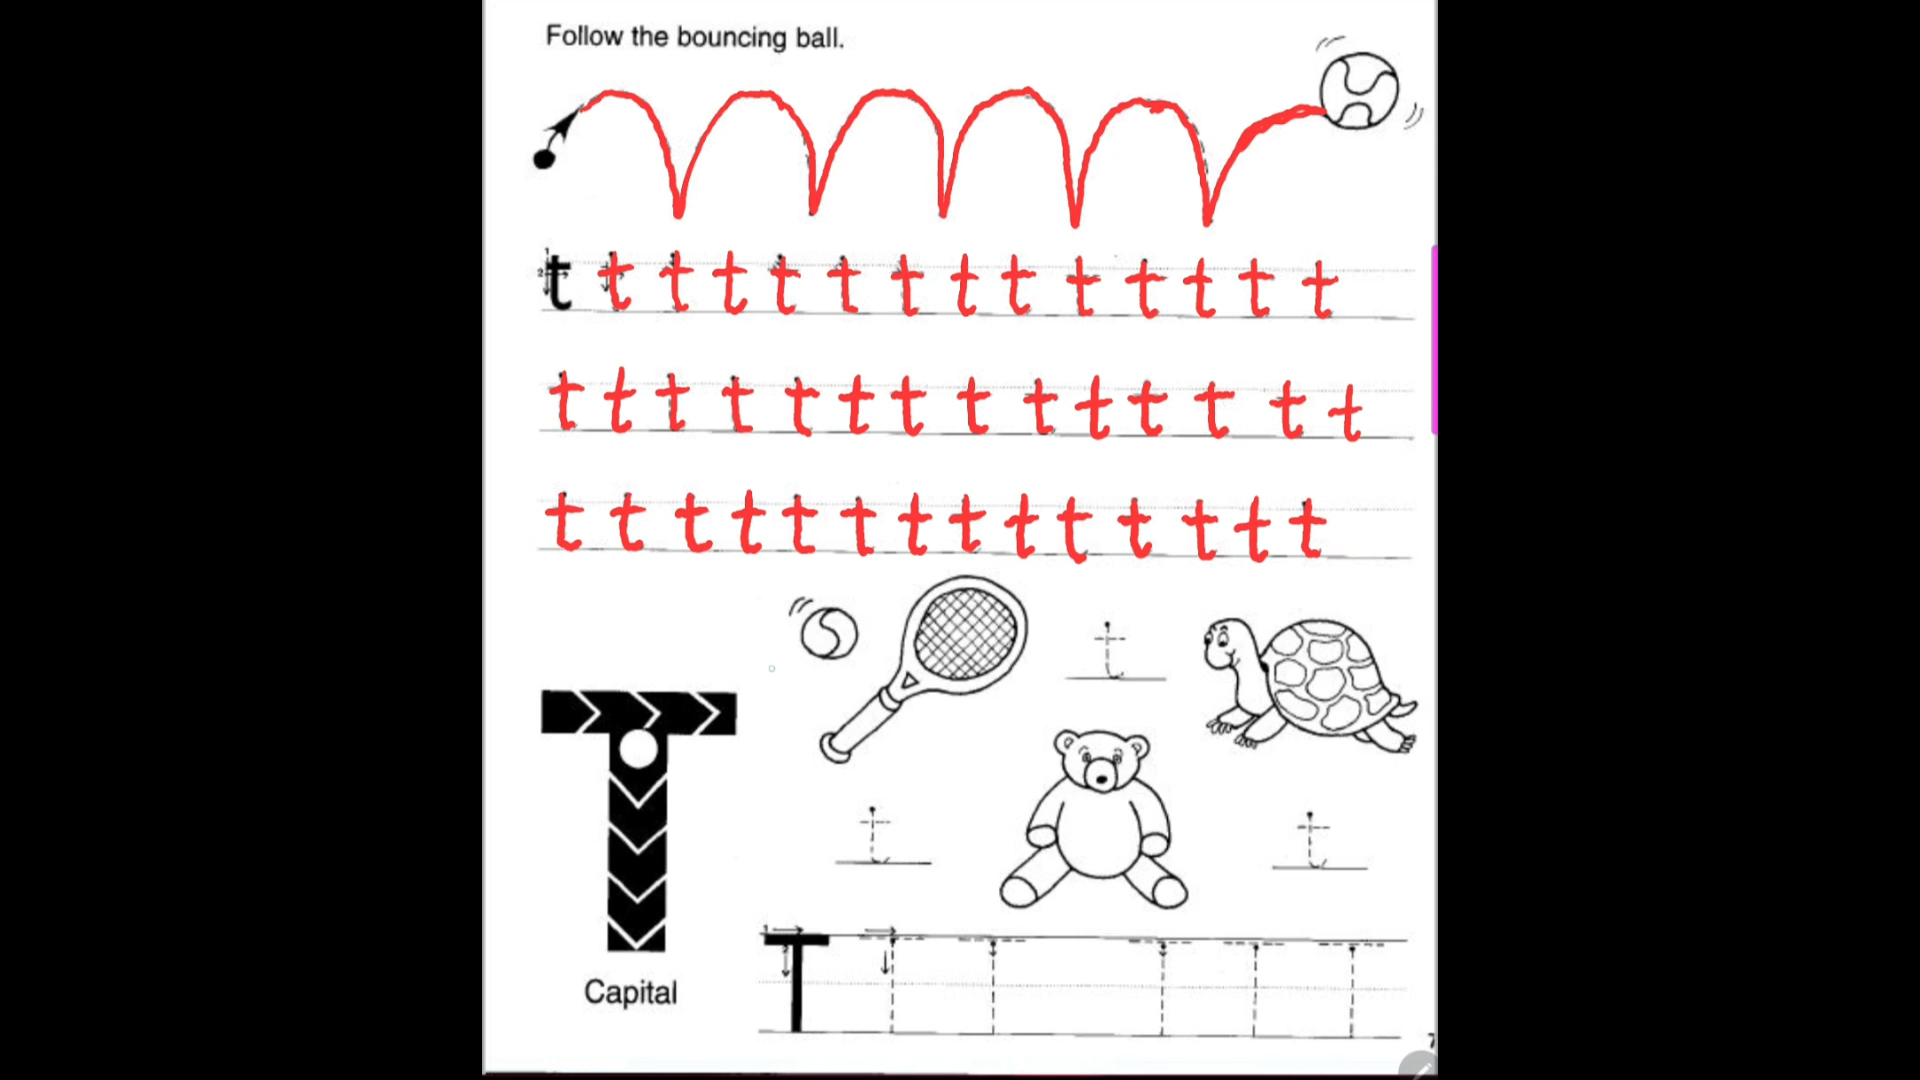 Follow the bouncing ball.
t t t t t t t t t t t t t t
t t t t t t t t t t t t t t
t t t t t t t t t t t t t t
t
T
t t
T T T T T T
Capital